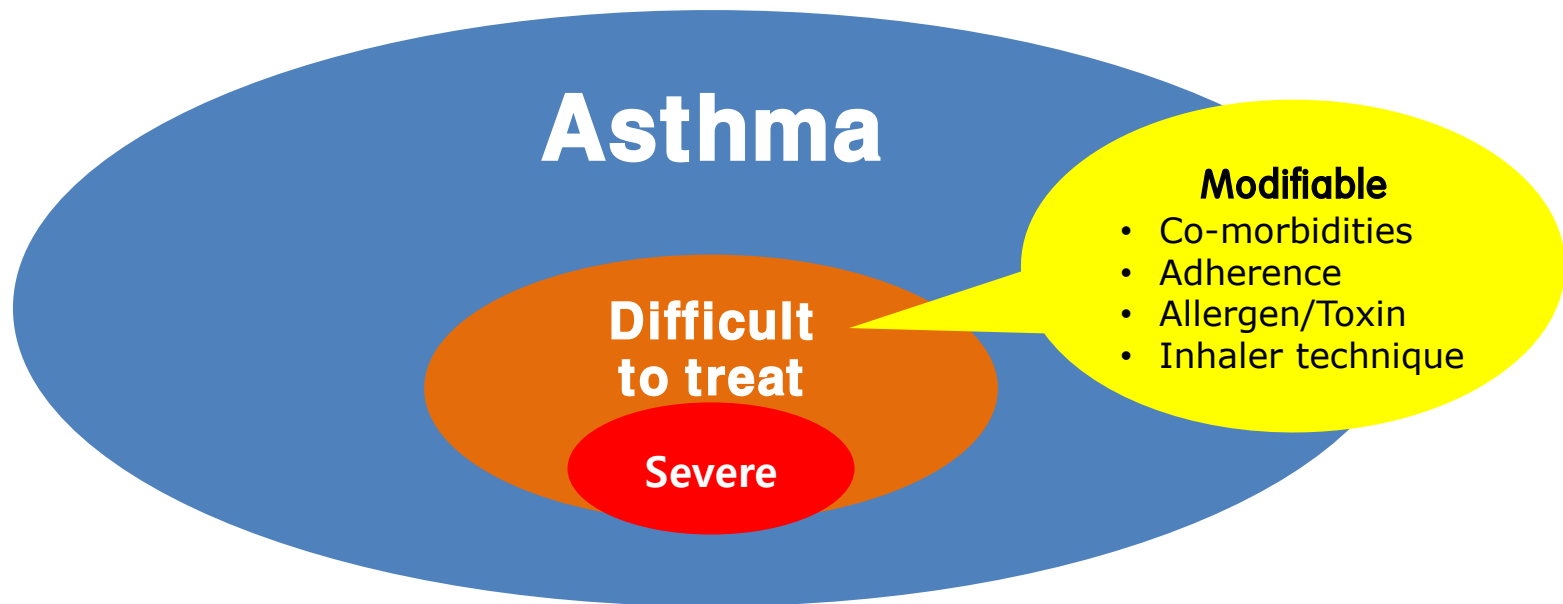 Asthma
Difficult
to treat
Severe
Modifiable
• Co-morbidities
• Adherence
• Allergen/Toxin
• Inhaler technique